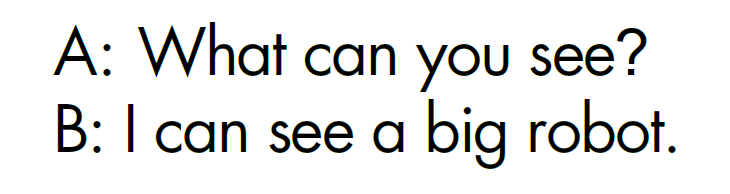 A: What can you see?
B: I can see a big robot.